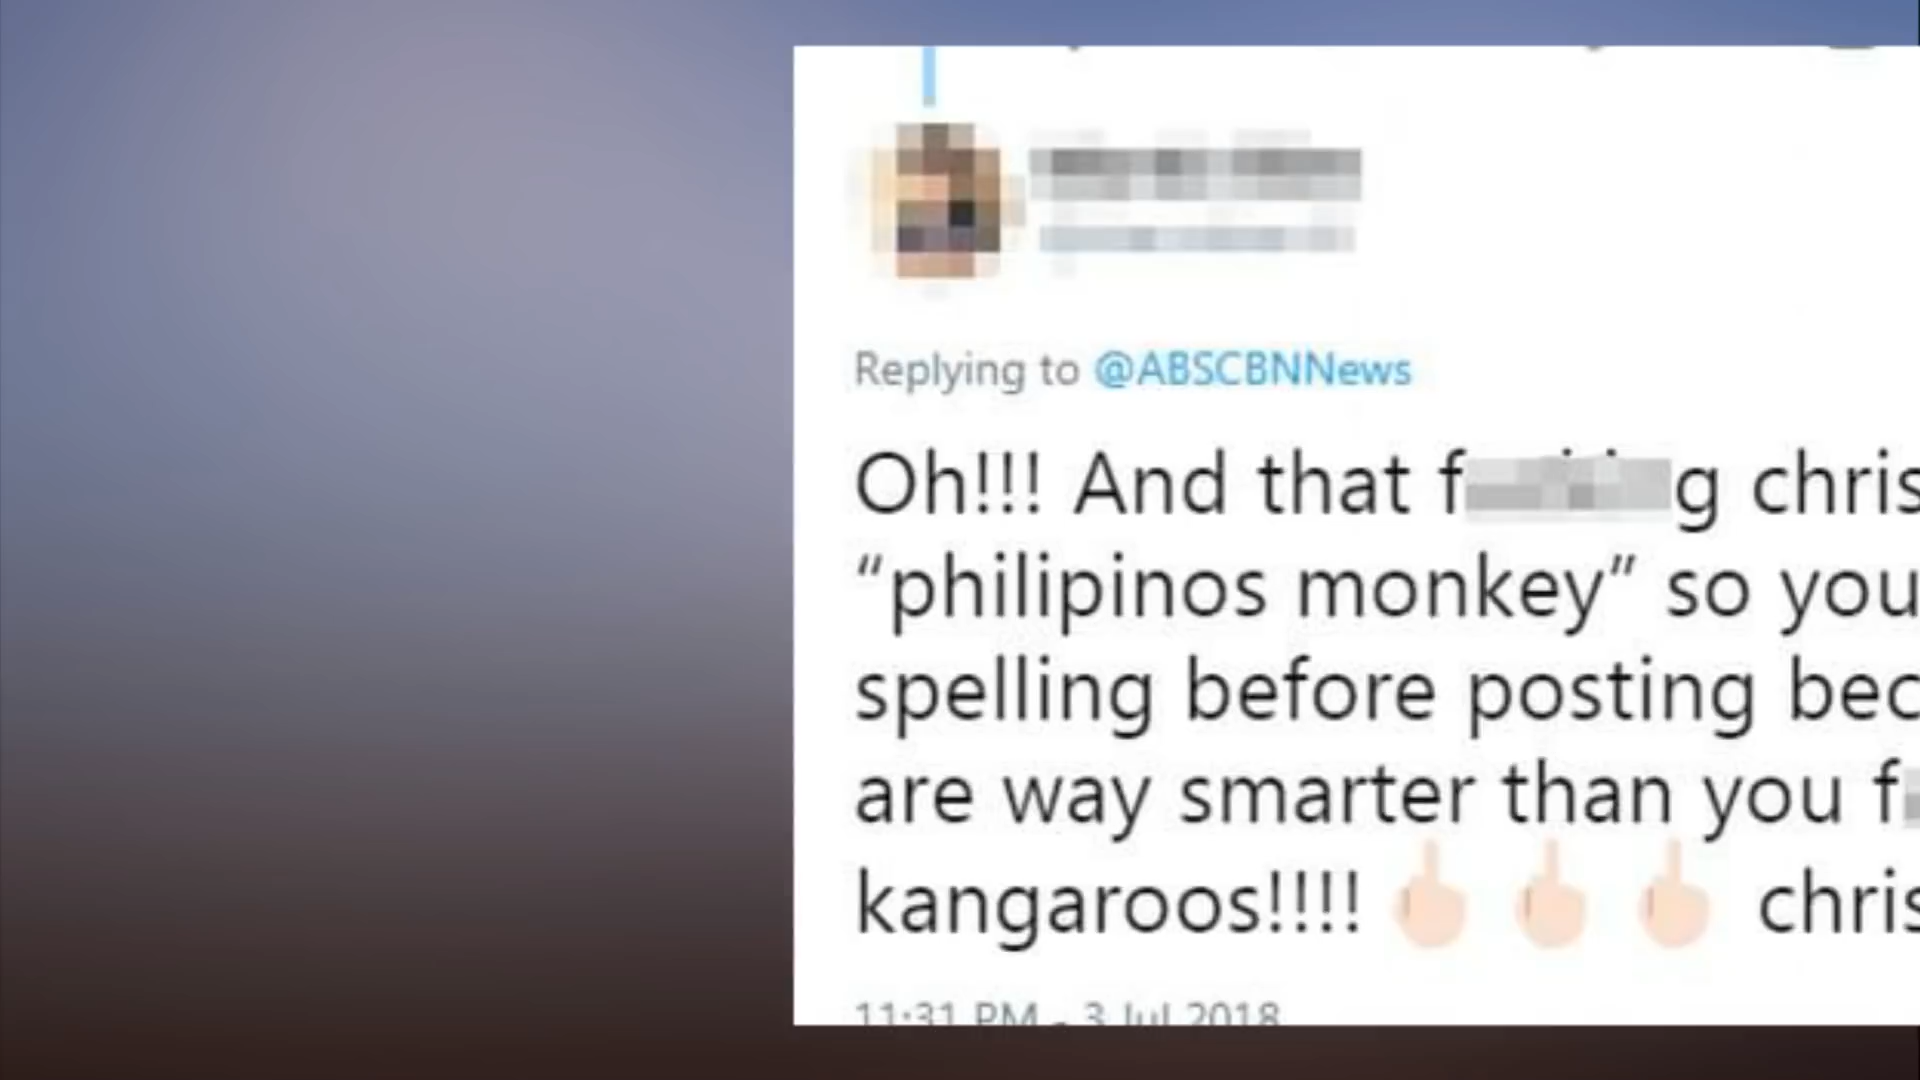 Replying to @ABSCBNNews
Oh!!! And that f g chris
“philipinos monkey” so you
spelling before posting bec
are way smarter than you f
kangaroos!!!! 🖕🏻 🖕🏻 🖕🏻 chris
11:31 PM - 3 Jul 2018